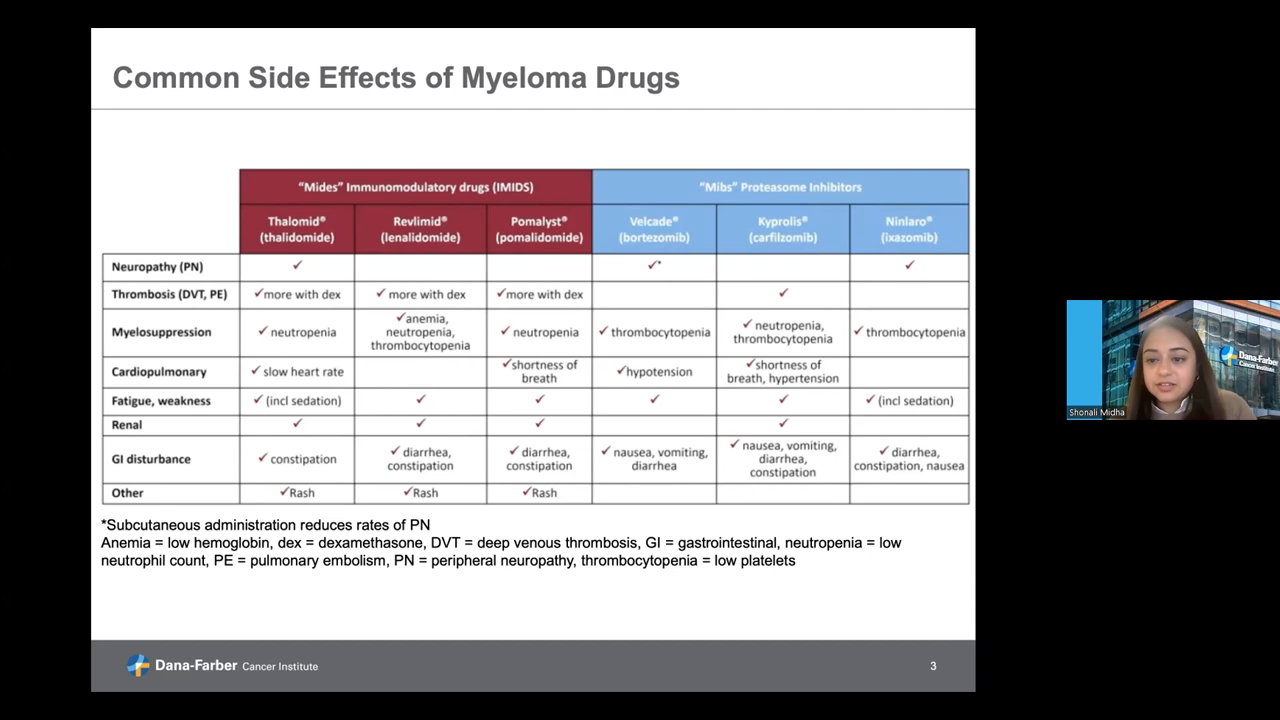 Common Side Effects of Myeloma Drugs
"Mides" Immunomodulatory drugs (IMIDS) "Mibs" Proteasome Inhibitors
Thalomid® Revlimid® Pomalyst® Velcade® Kyprolis® Ninlaro®
(thalidomide) (lenalidomide) (pomalidomide) (bortezomib) (carfilzomib) (ixazomib)
Neuropathy (PN) ✓ ✓* ✓
Thrombosis (DVT, PE) ✓more with dex ✓ more with dex ✓more with dex ✓
Myelosuppression ✓ neutropenia ✓anemia, neutropenia, thrombocytopenia ✓ neutropenia ✓ thrombocytopenia ✓ neutropenia, thrombocytopenia ✓ thrombocytopenia
Cardiopulmonary ✓ slow heart rate ✓shortness of breath ✓hypotension ✓shortness of breath, hypertension
Fatigue, weakness ✓ (incl sedation) ✓ ✓ ✓ ✓ ✓ (incl sedation)
Renal ✓ ✓ ✓ ✓
GI disturbance ✓ constipation ✓ diarrhea, constipation ✓ diarrhea, constipation ✓ nausea, vomiting, diarrhea ✓ nausea, vomiting, diarrhea, constipation ✓ diarrhea, constipation, nausea
Other ✓Rash ✓Rash ✓Rash
*Subcutaneous administration reduces rates of PN
Anemia = low hemoglobin, dex = dexamethasone, DVT = deep venous thrombosis, GI = gastrointestinal, neutropenia = low
neutrophil count, PE = pulmonary embolism, PN = peripheral neuropathy, thrombocytopenia = low platelets
Dana-Farber Cancer Institute
3
Dana-Farber
Cancer Institute
Shonali Midha